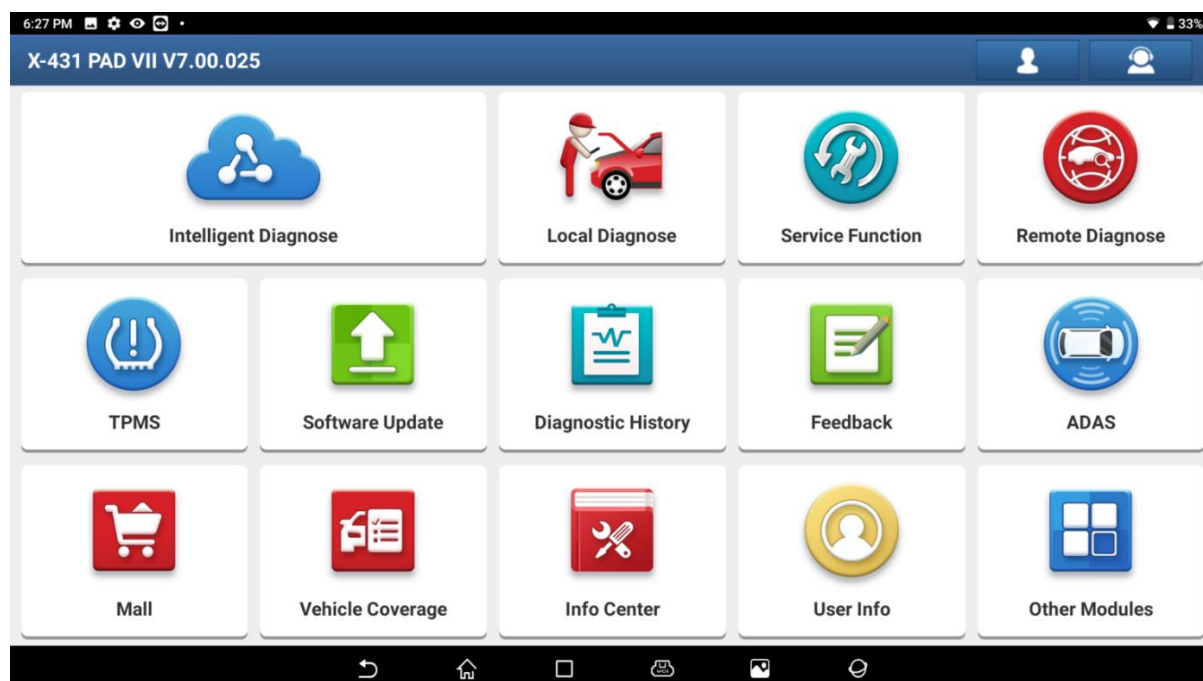 6:27 PM
33%
X-431 PAD VII V7.00.025
Intelligent Diagnose
Local Diagnose
Service Function
Remote Diagnose
TPMS
Software Update
Diagnostic History
Feedback
ADAS
Mall
Vehicle Coverage
Info Center
User Info
Other Modules